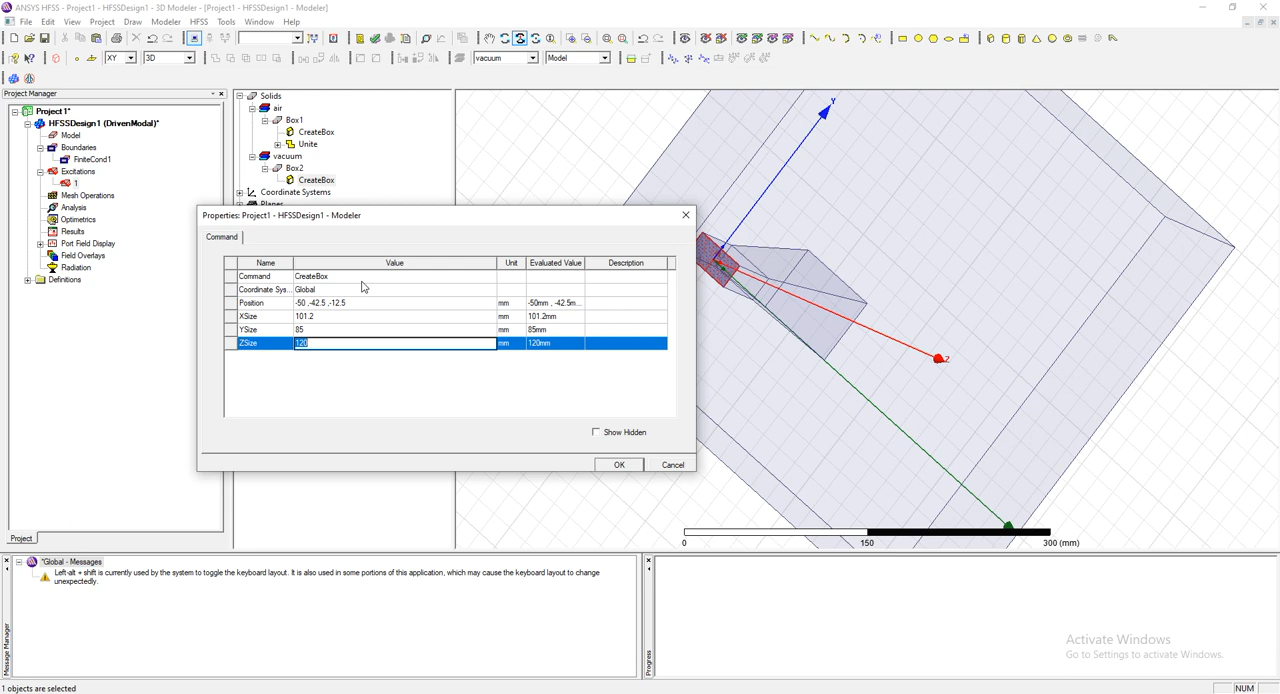 ANSYS HFSS - Project1 - HFSSDesign1 - 3D Modeler - [Project1 - HFSSDesign1 - Modeler]
File Edit View Project Draw Modeler HFSS Tools Window Help
XY 3D vacuum Model
Project Manager
Project1*
HFSSDesign1 (DrivenModal)*
Model
Boundaries
FiniteCond1
Excitations
1
Mesh Operations
Analysis
Optimetrics
Results
Port Field Display
Field Overlays
Radiation
Definitions
Project
Solids
air
Box1
CreateBox
Unite
vacuum
Box2
CreateBox
Coordinate Systems
Planes
Properties: Project1 - HFSSDesign1 - Modeler
Command
Name Value Unit Evaluated Value Description
Command CreateBox
Coordinate Sys... Global
Position -50 ,-42.5 ,-12.5 mm -50mm , -42.5m...
XSize 101.2 mm 101.2mm
YSize 85 mm 85mm
ZSize 120 mm 120mm
Show Hidden
OK Cancel
Y
Z
0 150 300 (mm)
Message Manager
*Global - Messages
Left-alt + shift is currently used by the system to toggle the keyboard layout. It is also used in some portions of this application, which may cause the keyboard layout to change
unexpectedly.
Progress
Activate Windows
Go to Settings to activate Windows.
1 objects are selected
NUM